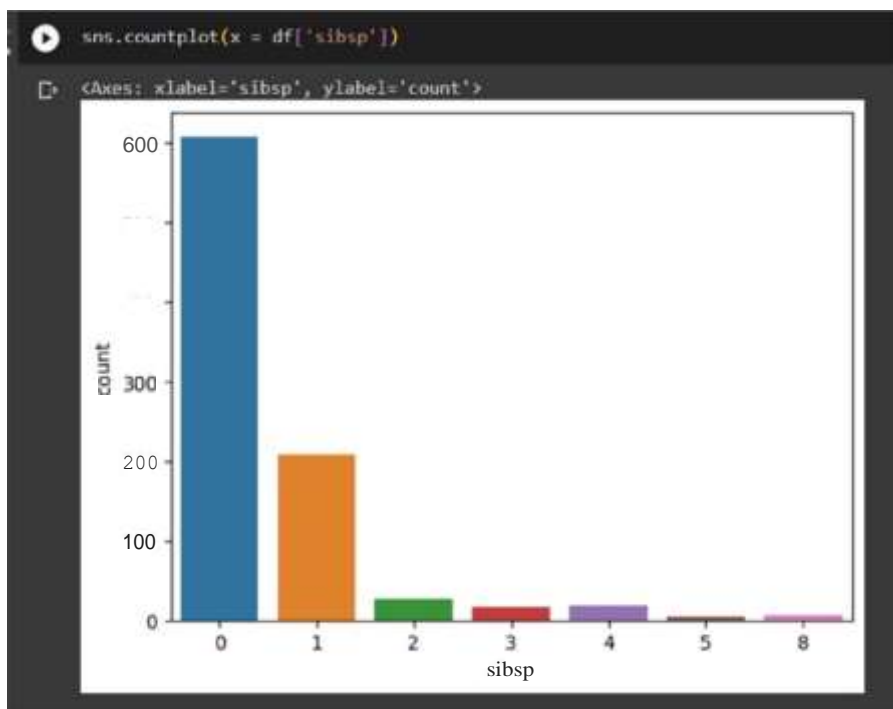 sns.countplot(x = df['sibsp'])
<Axes: xlabel='sibsp', ylabel='count'>
600
300
200
100
0
count
0 1 2 3 4 5 8
sibsp